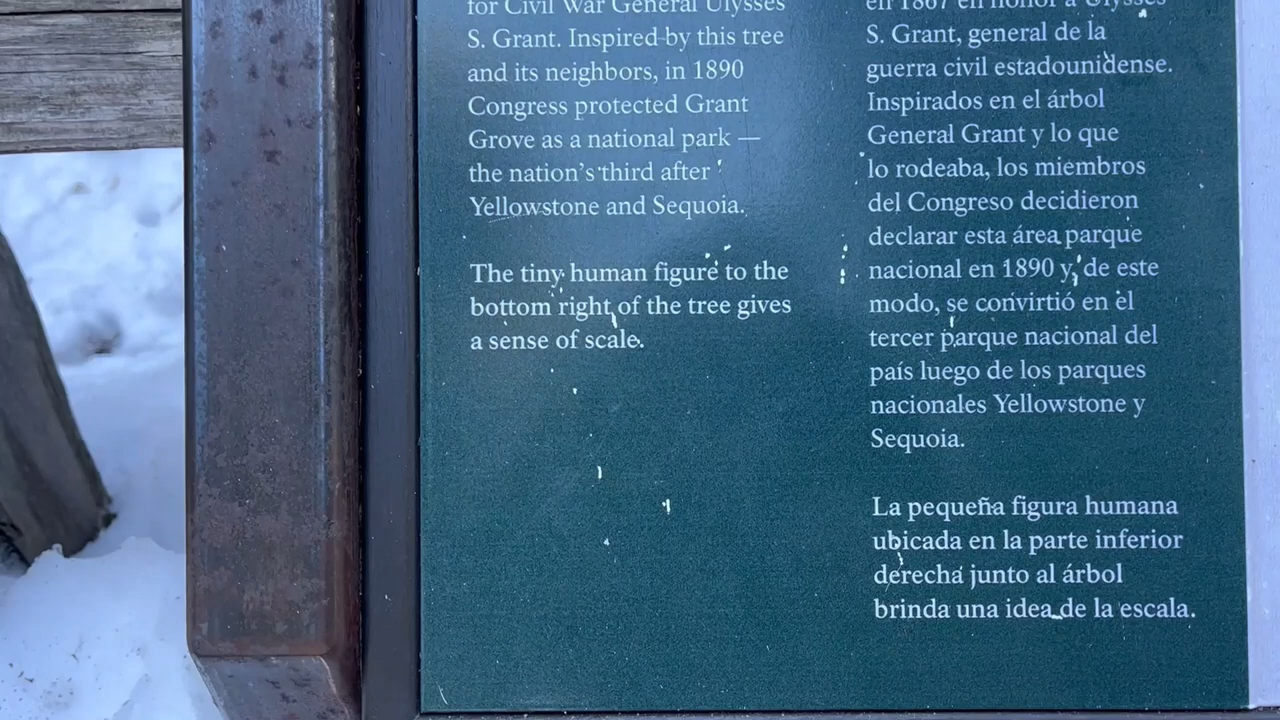 for Civil War General Ulysses
S. Grant. Inspired by this tree
and its neighbors, in 1890
Congress protected Grant
Grove as a national park —
the nation's third after
Yellowstone and Sequoia.
The tiny human figure to the
bottom right of the tree gives
a sense of scale.
en 1867 en honor a Ulysses
S. Grant, general de la
guerra civil estadounidense.
Inspirados en el árbol
General Grant y lo que
lo rodeaba, los miembros
del Congreso decidieron
declarar esta área parque
nacional en 1890 y, de este
modo, se convirtió en el
tercer parque nacional del
país luego de los parques
nacionales Yellowstone y
Sequoia.
La pequeña figura humana
ubicada en la parte inferior
derecha junto al árbol
brinda una idea de la escala.